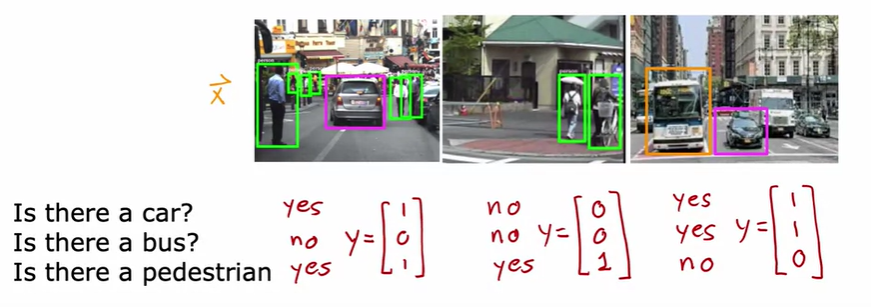 x⃗
Is there a car? yes no yes
Is there a bus? no y = [1 0 1] no y = [0 0 1] yes y = [1 1 0]
Is there a pedestrian yes yes no